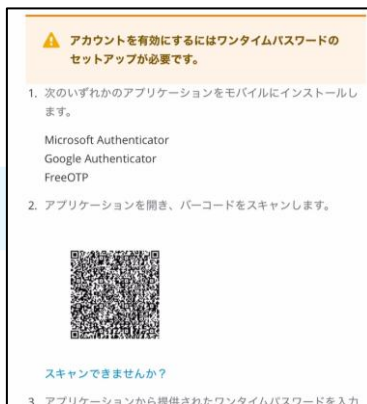 アカウントを有効にするにはワンタイムパスワードの
セットアップが必要です。
1. 次のいずれかのアプリケーションをモバイルにインストールし
ます。
Microsoft Authenticator
Google Authenticator
FreeOTP
2. アプリケーションを開き、バーコードをスキャンします。
スキャンできませんか？
3. アプリケーションから提供されたワンタイムパスワードを入力